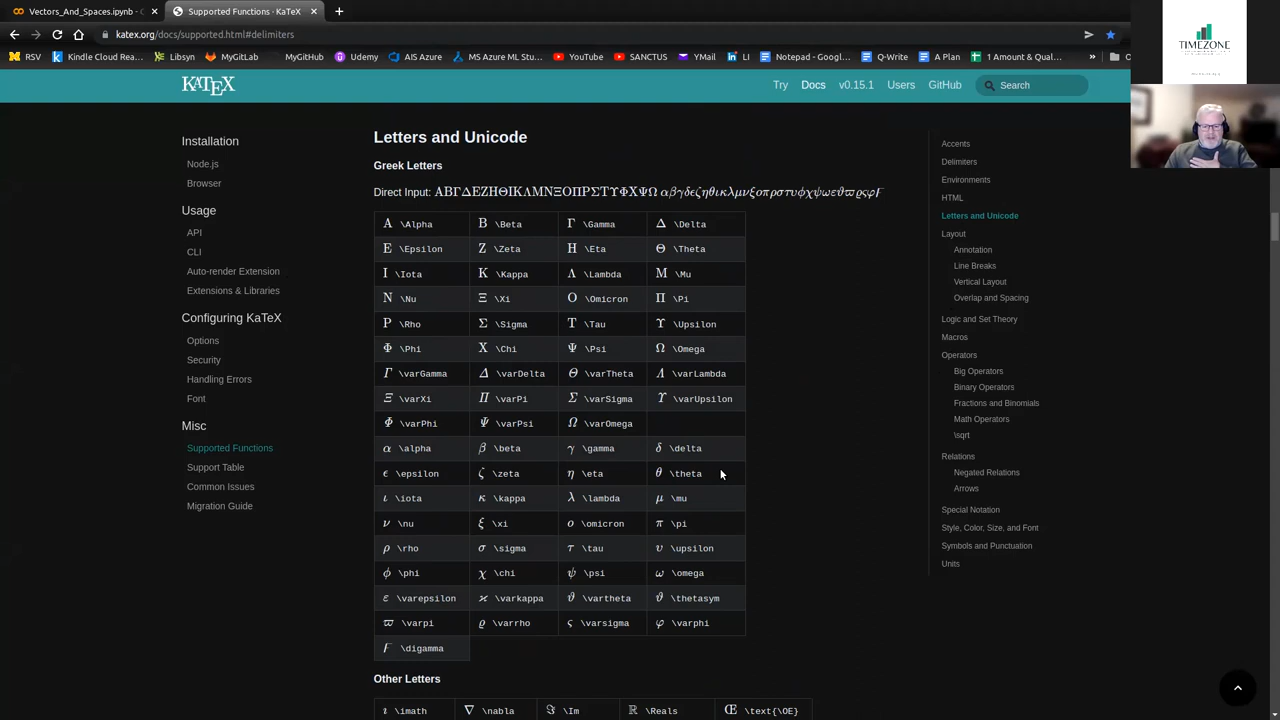 Vectors_And_Spaces.ipynb - C
Supported Functions · KaTeX
katex.org/docs/supported.html#delimiters
RSV
Kindle Cloud Rea...
Libsyn
MyGitLab
MyGitHub
Udemy
AIS Azure
MS Azure H.L. Stu...
YouTube
SANCTUS
YMail
LI
Notepad - Googl...
Q-Write
A Plan
1 Amount & Qual...
»
TIMEZONE
KATEX
Try
Docs
v0.15.1
Users
GitHub
Search
Installation
Node.js
Browser
Usage
API
CLI
Auto-render Extension
Extensions & Libraries
Configuring KaTeX
Options
Security
Handling Errors
Font
Misc
Supported Functions
Support Table
Common Issues
Migration Guide
Letters and Unicode
Greek Letters
Direct Input: ΑΒΓΔΕΖΗΘΙΚΛΜΝΞΟΠΡΣΤΥΦΧΨΩ αβγδϵζηθικλμνξοπρστυϕχψωεϑϖϱςφϝ
Α \Alpha Β \Beta Γ \Gamma Δ \Delta
Ε \Epsilon Ζ \Zeta Η \Eta Θ \Theta
Ι \Iota Κ \Kappa Λ \Lambda Μ \Mu
Ν \Nu Ξ \Xi Ο \Omicron Π \Pi
Ρ \Rho Σ \Sigma Τ \Tau Υ \Upsilon
Φ \Phi Χ \Chi Ψ \Psi Ω \Omega
Γ \varGamma Δ \varDelta Θ \varTheta Λ \varLambda
Ξ \varXi Π \varPi Σ \varSigma Υ \varUpsilon
Φ \varPhi Ψ \varPsi Ω \varOmega
α \alpha β \beta γ \gamma δ \delta
ϵ \epsilon ζ \zeta η \eta θ \theta
ι \iota κ \kappa λ \lambda μ \mu
ν \nu ξ \xi ο \omicron π \pi
ρ \rho σ \sigma τ \tau υ \upsilon
ϕ \phi χ \chi ψ \psi ω \omega
ε \varepsilon ϰ \varkappa ϑ \vartheta ϑ \thetasym
ϖ \varpi ϱ \varrho ς \varsigma φ \varphi
ϝ \digamma
Other Letters
ı \imath ∇ \nabla ℑ \Im ℝ \Reals Œ \text{\OE}
Accents
Delimiters
Environments
HTML
Letters and Unicode
Layout
Annotation
Line Breaks
Vertical Layout
Overlap and Spacing
Logic and Set Theory
Macros
Operators
Big Operators
Binary Operators
Fractions and Binomials
Math Operators
\sqrt
Relations
Negated Relations
Arrows
Special Notation
Style, Color, Size, and Font
Symbols and Punctuation
Units